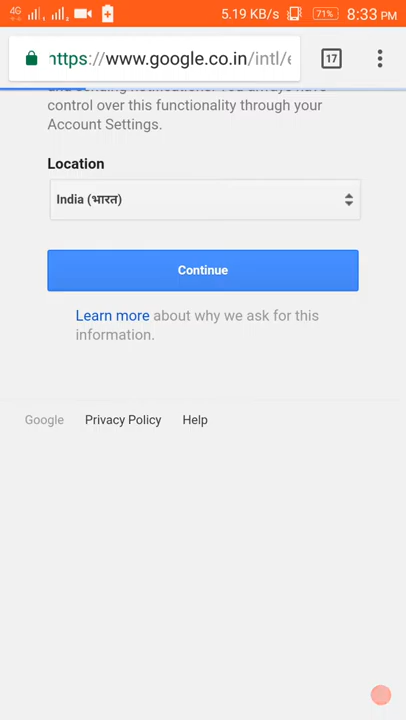 4G 5.19 KB/s 71% 8:33 PM
https://www.google.co.in/intl/e 17
control over this functionality through your
Account Settings.
Location
India (भारत)
Continue
Learn more about why we ask for this
information.
Google Privacy Policy Help